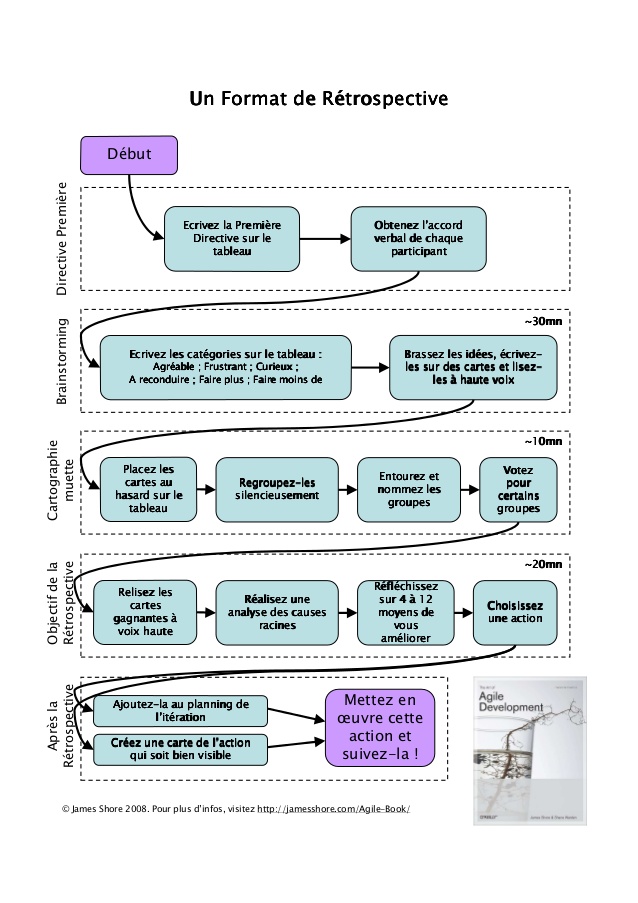 Un Format de Rétrospective
Début
Directive Première
Ecrivez la Première
Directive sur le
tableau
Obtenez l'accord
verbal de chaque
participant
Brainstorming
~30mn
Ecrivez les catégories sur le tableau :
Agréable ; Frustrant ; Curieux ;
A reconduire ; Faire plus ; Faire moins de
Brassez les idées, écrivez-
les sur des cartes et lisez-
les à haute voix
Cartographie
muette
~10mn
Placez les
cartes au
hasard sur le
tableau
Regroupez-les
silencieusement
Entourez et
nommez les
groupes
Votez
pour
certains
groupes
Objectif de la
Rétrospective
~20mn
Relisez les
cartes
gagnantes à
voix haute
Réalisez une
analyse des causes
racines
Réfléchissez
sur 4 à 12
moyens de
vous
améliorer
Choisissez
une action
Après la
Rétrospective
Ajoutez-la au planning de
l'itération
Créez une carte de l'action
qui soit bien visible
Mettez en
œuvre cette
action et
suivez-la !
Agile
Development
© James Shore 2008. Pour plus d'infos, visitez http://jamesshore.com/Agile-Book/